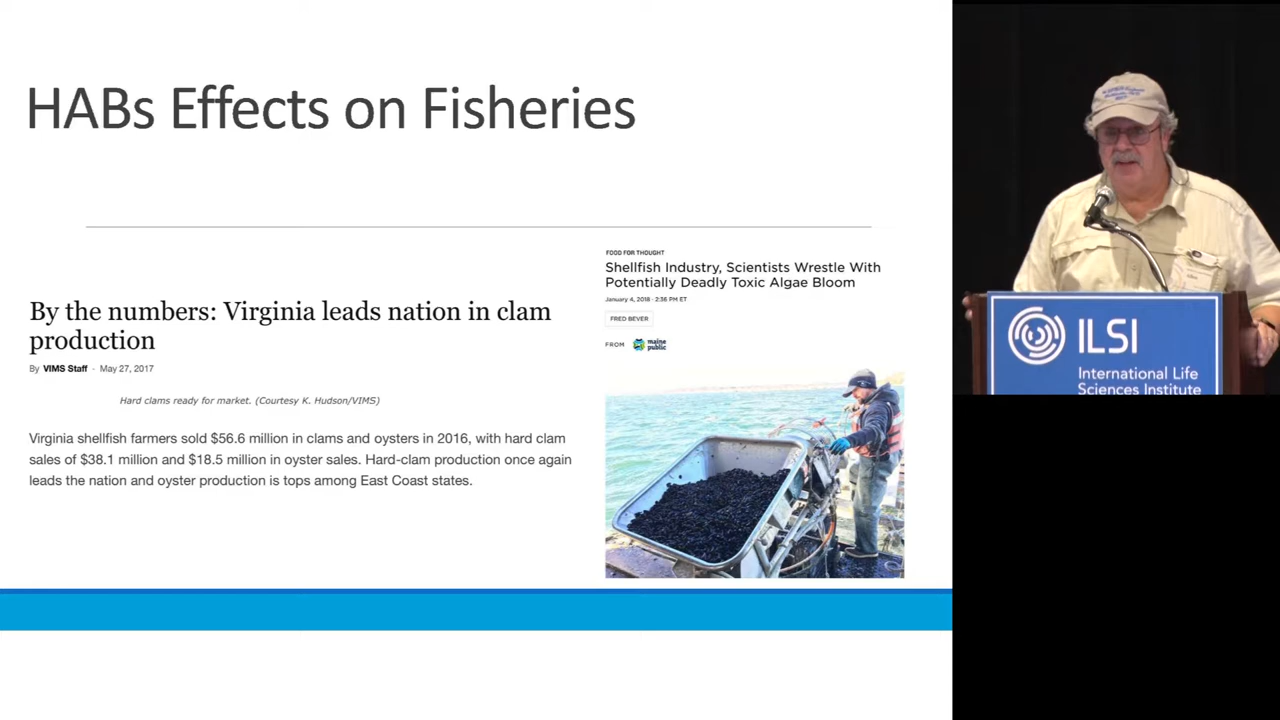 HABs Effects on Fisheries
By the numbers: Virginia leads nation in clam
production
By VIMS Staff - May 27, 2017
Hard clams ready for market. (Courtesy K. Hudson/VIMS)
Virginia shellfish farmers sold $56.6 million in clams and oysters in 2016, with hard clam
sales of $38.1 million and $18.5 million in oyster sales. Hard-clam production once again
leads the nation and oyster production is tops among East Coast states.
FOOD FOR THOUGHT
Shellfish Industry, Scientists Wrestle With
Potentially Deadly Toxic Algae Bloom
January 4, 2018 · 2:36 PM ET
FRED BEVER
FROM maine
public
ILSI
International Life
Sciences Institute